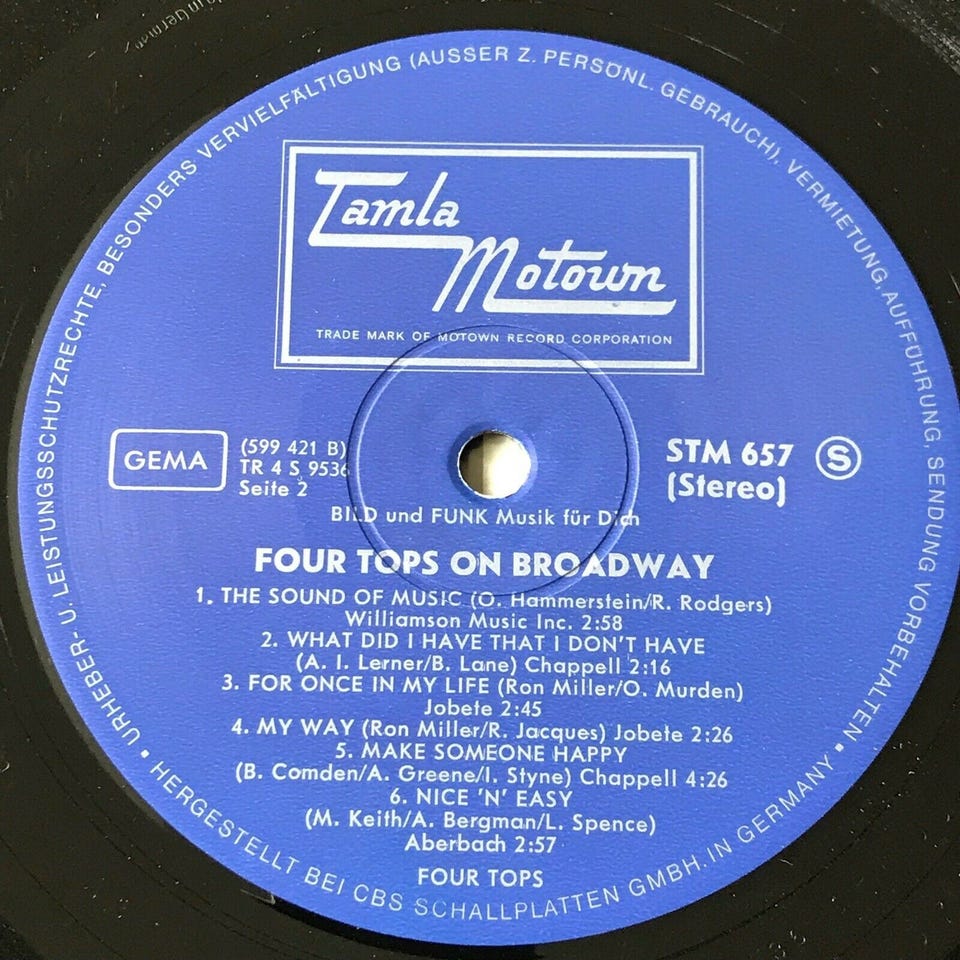 Made in German
URHEBER- U. LEISTUNGSSCHUTZRECHTE, BESONDERS VERVIELFÄLTIGUNG (AUSSER Z. PERSÖNL. GEBRAUCH), VERMIETUNG, AUFFÜHRUNG, SENDUNG VORBEHALTEN
Tamla
Motown
TRADE MARK OF MOTOWN RECORD CORPORATION
GEMA
(599 421 B)
TR 4 S 9536
Seite 2
STM 657
(Stereo)
S
BILD und FUNK Musik für Dich
FOUR TOPS ON BROADWAY
1. THE SOUND OF MUSIC (O. Hammerstein/R. Rodgers)
Williamson Music Inc. 2:58
2. WHAT DID I HAVE THAT I DON'T HAVE
(A. I. Lerner/B. Lane) Chappell 2:16
3. FOR ONCE IN MY LIFE (Ron Miller/O. Murden)
Jobete 2:45
4. MY WAY (Ron Miller/R. Jacques) Jobete 2:26
5. MAKE SOMEONE HAPPY
(B. Comden/A. Greene/I. Styne) Chappell 4:26
6. NICE 'N' EASY
(M. Keith/A. Bergman/L. Spence)
Aberbach 2:57
FOUR TOPS
• HERGESTELLT BEI CBS SCHALLPLATTEN GMBH. IN GERMANY •